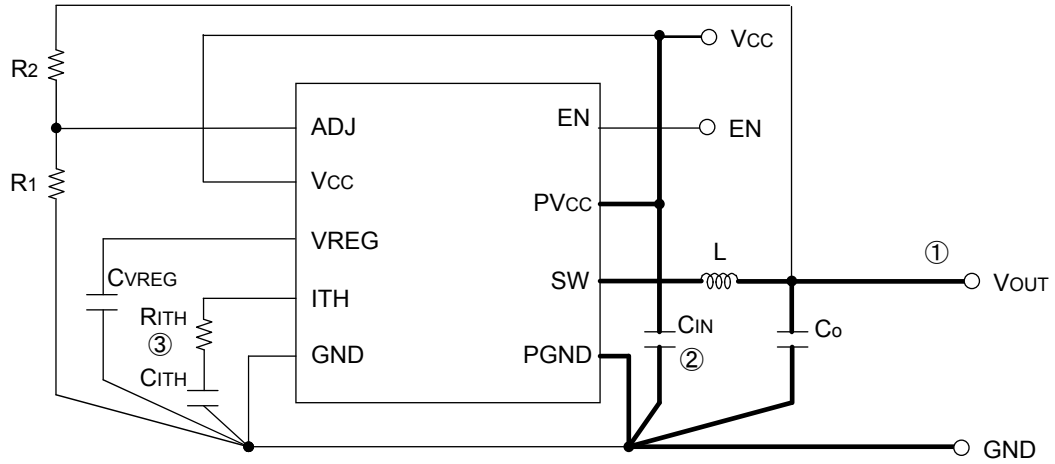 R2
R1
ADJ
VCC
VREG
ITH
GND
EN
PVCC
SW
PGND
VCC
EN
L
①
VOUT
CVREG
RITH
③
CITH
CIN
②
Co
GND